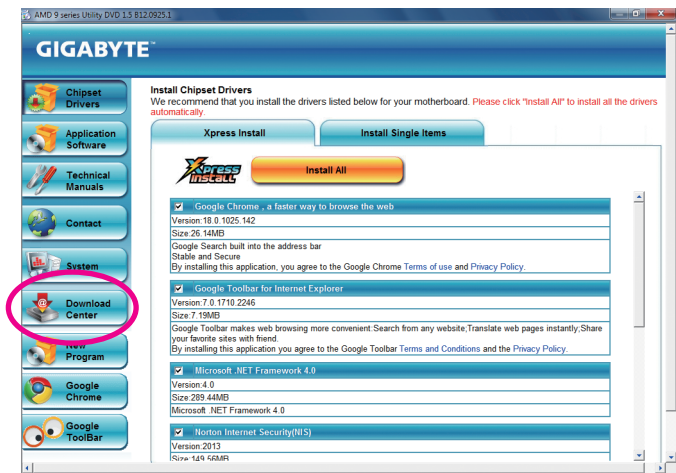 AMD 9 series Utility DVD 1.5 B12.0925.1
GIGABYTE™
Chipset
Drivers
Application
Software
Technical
Manuals
Contact
System
Download
Center
New
Program
Google
Chrome
Google
ToolBar
Install Chipset Drivers
We recommend that you install the drivers listed below for your motherboard. Please click "Install All" to install all the drivers
automatically.
Xpress Install
Install Single Items
Xpress
Install
Install All
Google Chrome , a faster way to browse the web
Version:18.0.1025.142
Size:26.14MB
Google Search built into the address bar
Stable and Secure
By installing this application, you agree to the Google Chrome Terms of use and Privacy Policy.
Google Toolbar for Internet Explorer
Version:7.0.1710.2246
Size:7.19MB
Google Toolbar makes web browsing more convenient:Search from any website;Translate web pages instantly;Share
your favorite sites with friend.
By installing this application you agree to the Google Toolbar Terms and Conditions and the Privacy Policy.
Microsoft .NET Framework 4.0
Version:4.0
Size:289.44MB
Microsoft .NET Framework 4.0
Norton Internet Security(NIS)
Version:2013
Size:149.56MB